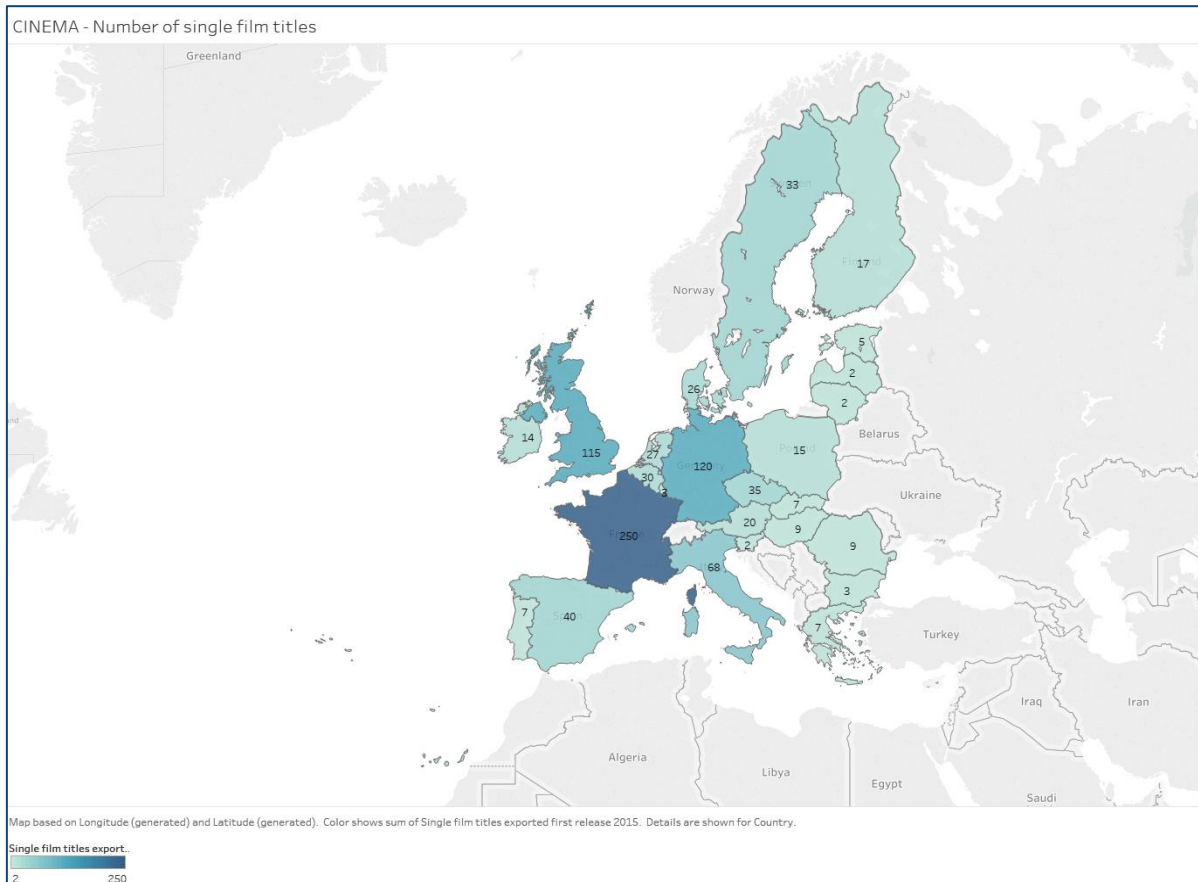 CINEMA - Number of single film titles
Greenland
33
17
Norway
5
2
2
26
Belarus
14
115
27
120
15
30
3
35
Ukraine
7
250
20
9
2
9
68
3
7
40
7
Turkey
Iraq
Iran
Algeria
Libya
Egypt
Saudi
Map based on Longitude (generated) and Latitude (generated). Color shows sum of Single film titles exported first release 2015. Details are shown for Country.
Single film titles export..
2 250